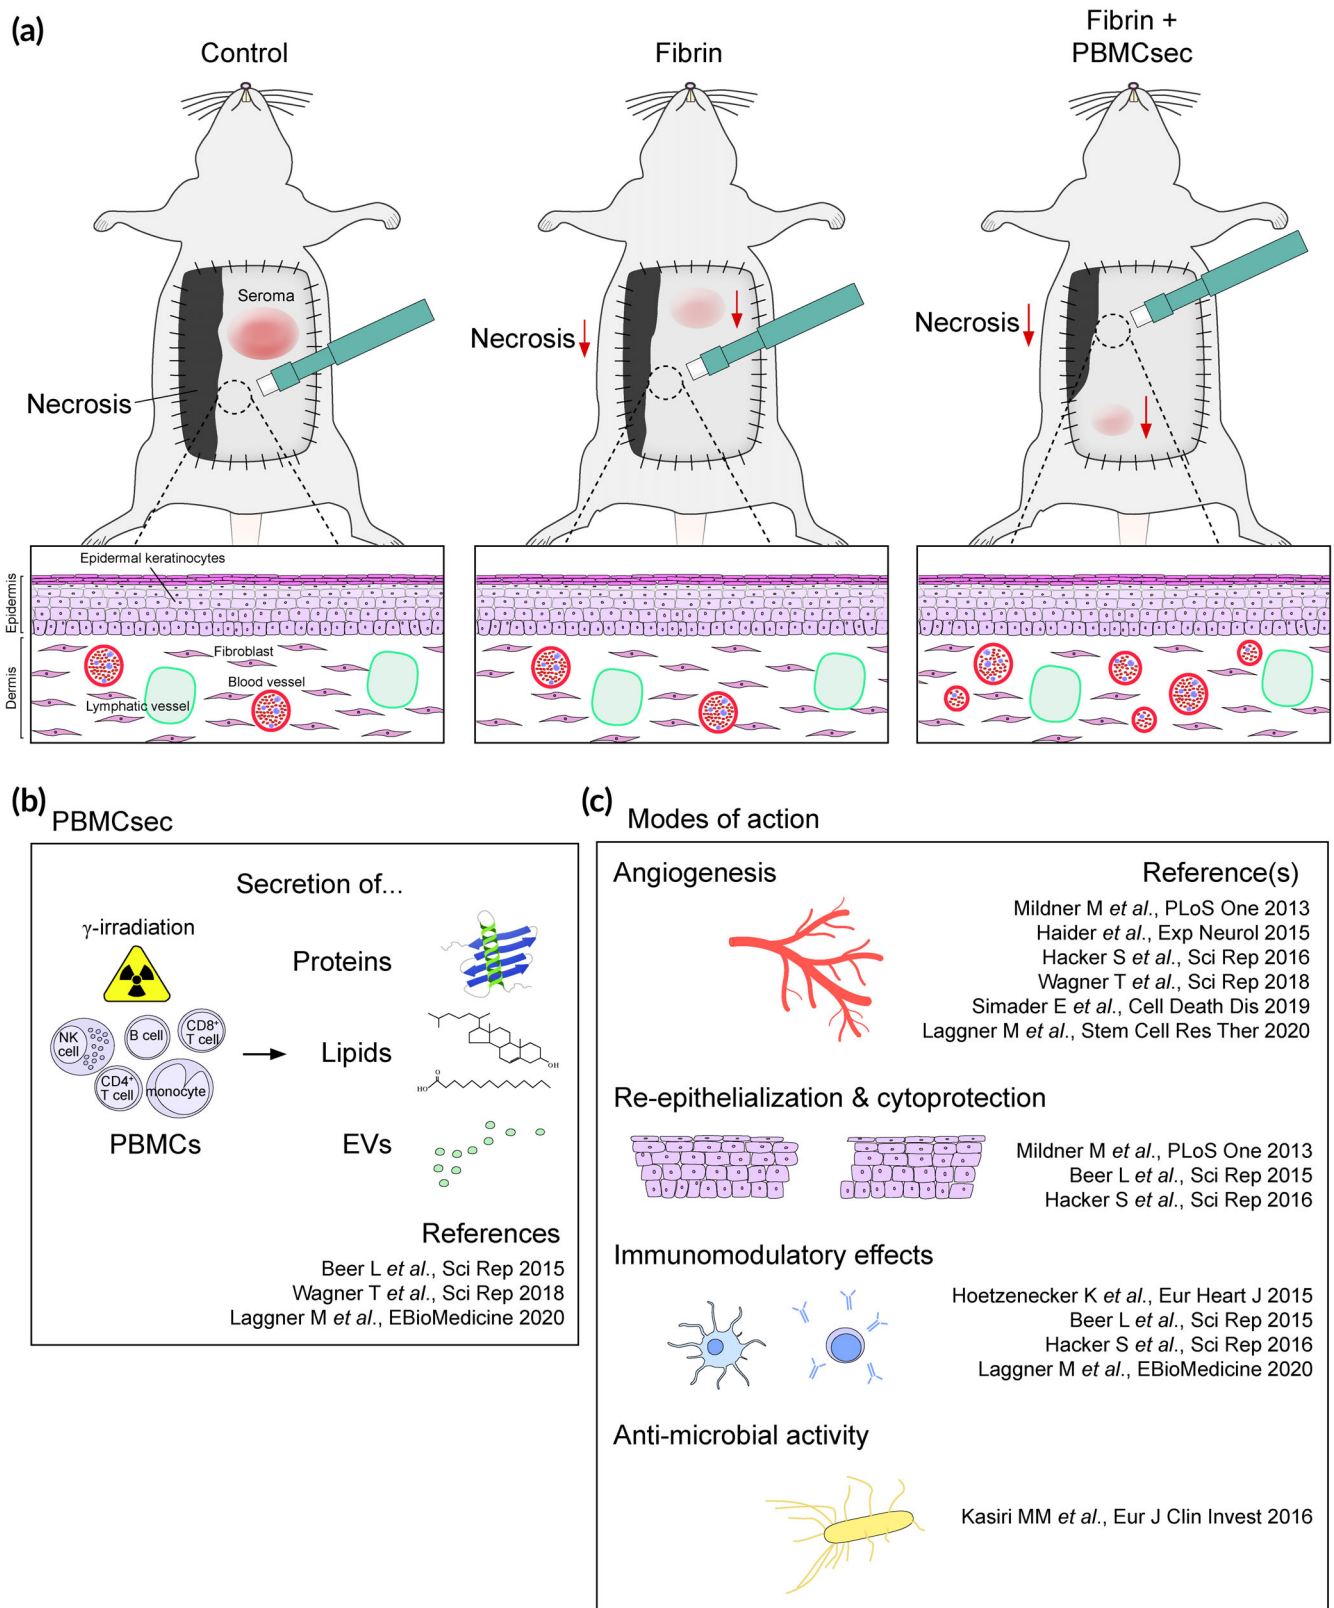 (a)
Control
Fibrin
Fibrin +
PBMCsec
Seroma
Necrosis
Necrosis
Necrosis
Epidermis
Dermis
Epidermal keratinocytes
Fibroblast
Blood vessel
Lymphatic vessel
(b)
PBMCsec
Secretion of...
γ-irradiation
Proteins
NK
cell
B cell
CD8+
T cell
CD4+
T cell
monocyte
PBMCs
Lipids
OH
HO
O
EVs
References
Beer L et al., Sci Rep 2015
Wagner T et al., Sci Rep 2018
Laggner M et al., EBioMedicine 2020
(c)
Modes of action
Angiogenesis
Reference(s)
Mildner M et al., PLoS One 2013
Haider et al., Exp Neurol 2015
Hacker S et al., Sci Rep 2016
Wagner T et al., Sci Rep 2018
Simader E et al., Cell Death Dis 2019
Laggner M et al., Stem Cell Res Ther 2020
Re-epithelialization & cytoprotection
Mildner M et al., PLoS One 2013
Beer L et al., Sci Rep 2015
Hacker S et al., Sci Rep 2016
Immunomodulatory effects
Hoetzenecker K et al., Eur Heart J 2015
Beer L et al., Sci Rep 2015
Hacker S et al., Sci Rep 2016
Laggner M et al., EBioMedicine 2020
Anti-microbial activity
Kasiri MM et al., Eur J Clin Invest 2016